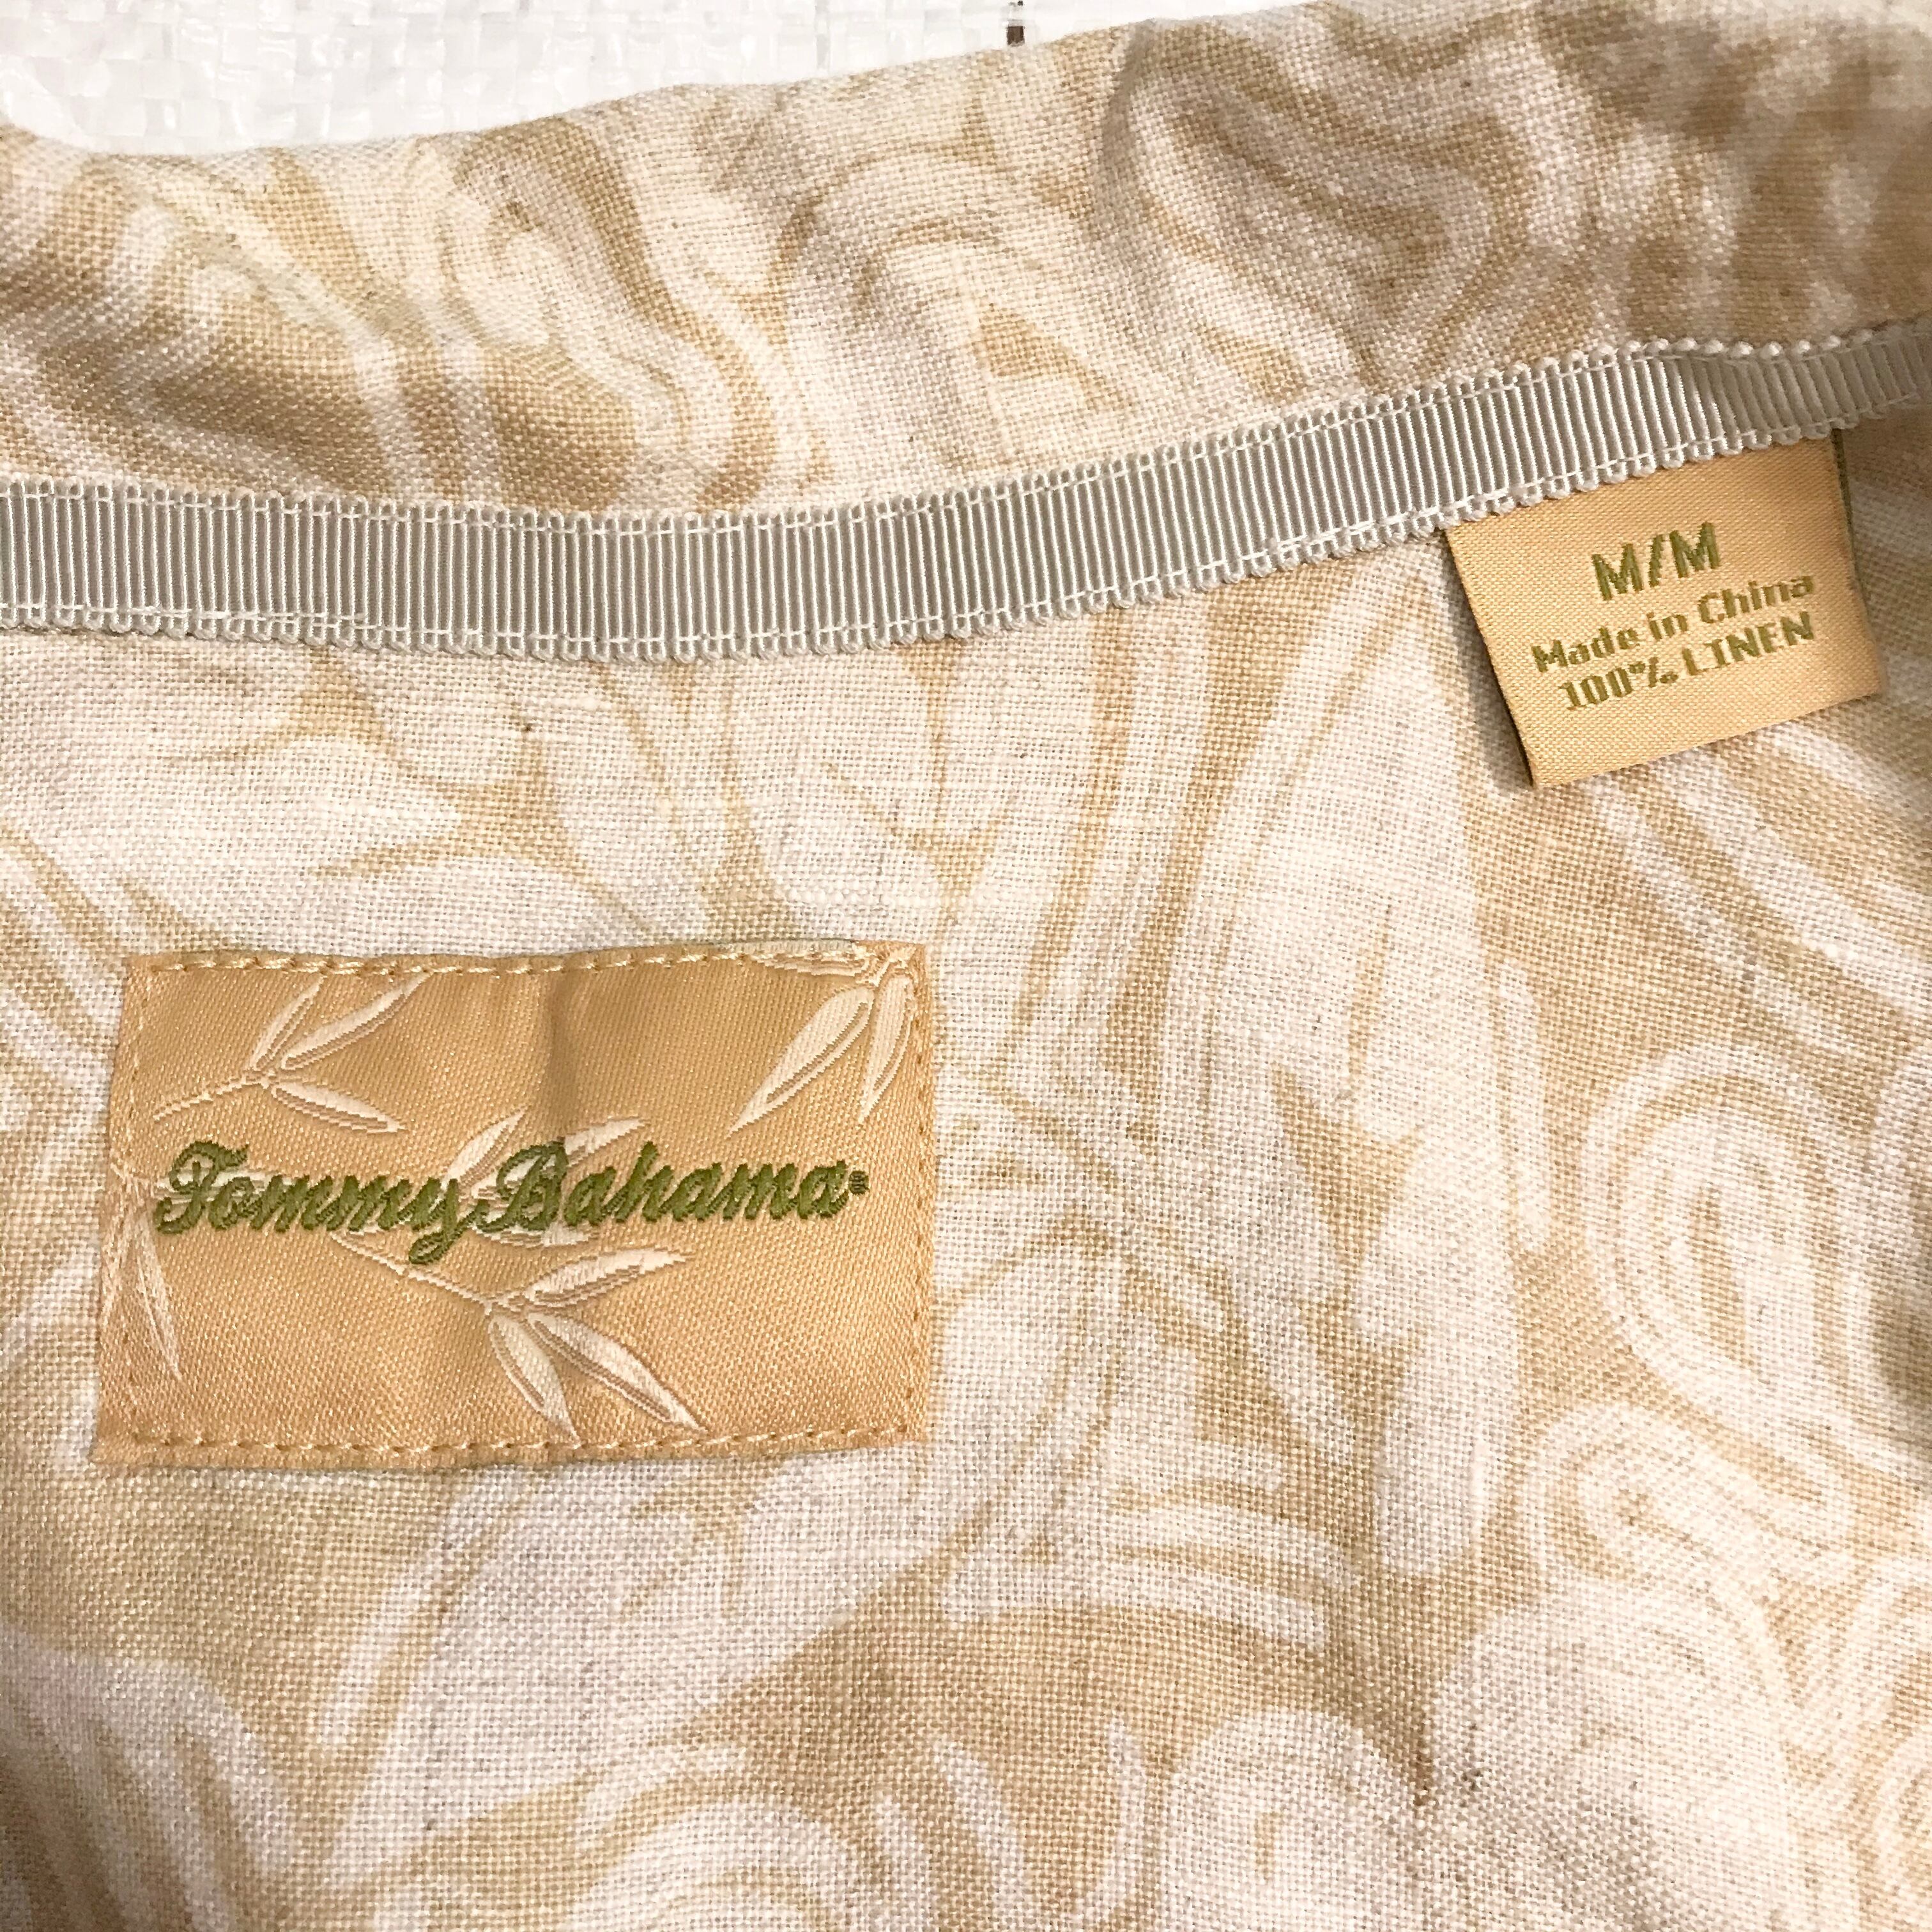 M/M
Made in China
100% LINEN
Tommy Bahama®